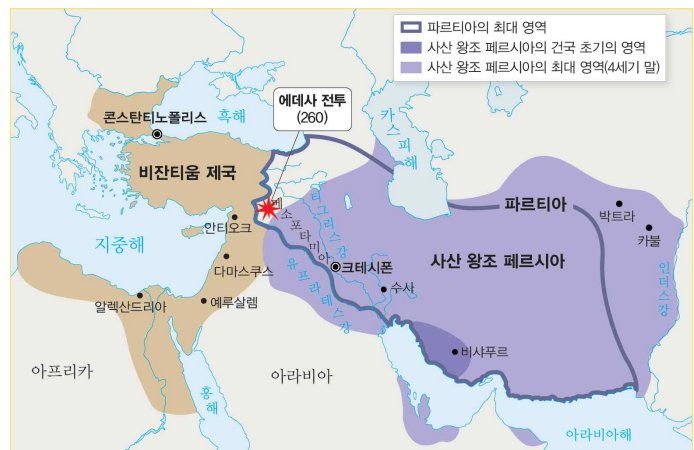 파르티아의 최대 영역
사산 왕조 페르시아의 건국 초기의 영역
사산 왕조 페르시아의 최대 영역(4세기 말)
에데사 전투
(260)
콘스탄티노폴리스
흑해
카스피해
비잔티움 제국
메소포타미아
티그리스강
파르티아
박트라
카불
안티오크
지중해
다마스쿠스
유프라테스강
크테시폰
사산 왕조 페르시아
인더스강
수사
알렉산드리아
예루살렘
비샤푸르
아프리카
아라비아
홍해
아라비아해